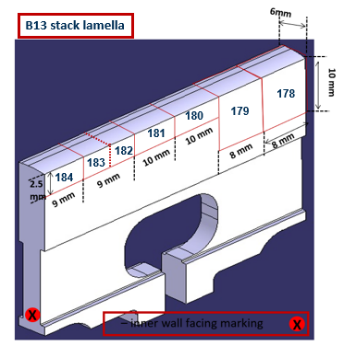 B13 stack lamella
6mm
10 mm
178
179
180
181
182
183
184
10 mm
10 mm
9 mm
9 mm
8 mm
8 mm
2.5
mm
X
– inner wall facing marking
X